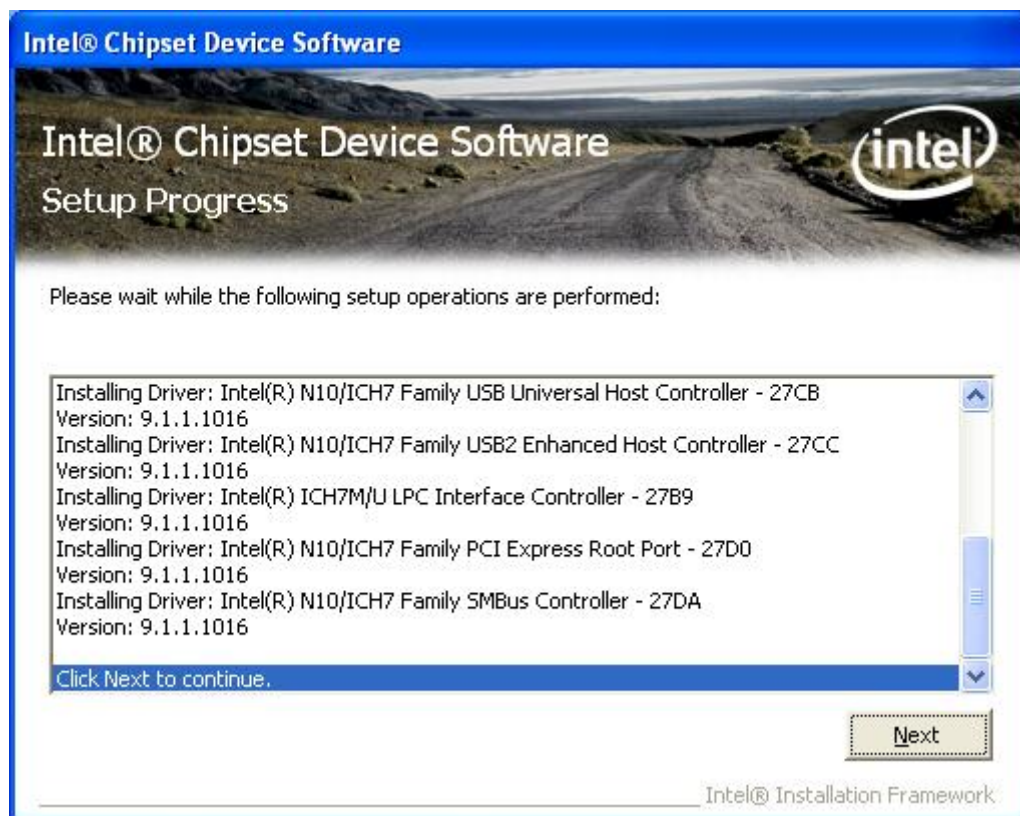 Intel® Chipset Device Software
Intel® Chipset Device Software
Setup Progress
intel
Please wait while the following setup operations are performed:
Installing Driver: Intel(R) N10/ICH7 Family USB Universal Host Controller - 27CB
Version: 9.1.1.1016
Installing Driver: Intel(R) N10/ICH7 Family USB2 Enhanced Host Controller - 27CC
Version: 9.1.1.1016
Installing Driver: Intel(R) ICH7M/U LPC Interface Controller - 27B9
Version: 9.1.1.1016
Installing Driver: Intel(R) N10/ICH7 Family PCI Express Root Port - 27D0
Version: 9.1.1.1016
Installing Driver: Intel(R) N10/ICH7 Family SMBus Controller - 27DA
Version: 9.1.1.1016
Click Next to continue.
Next
Intel® Installation Framework